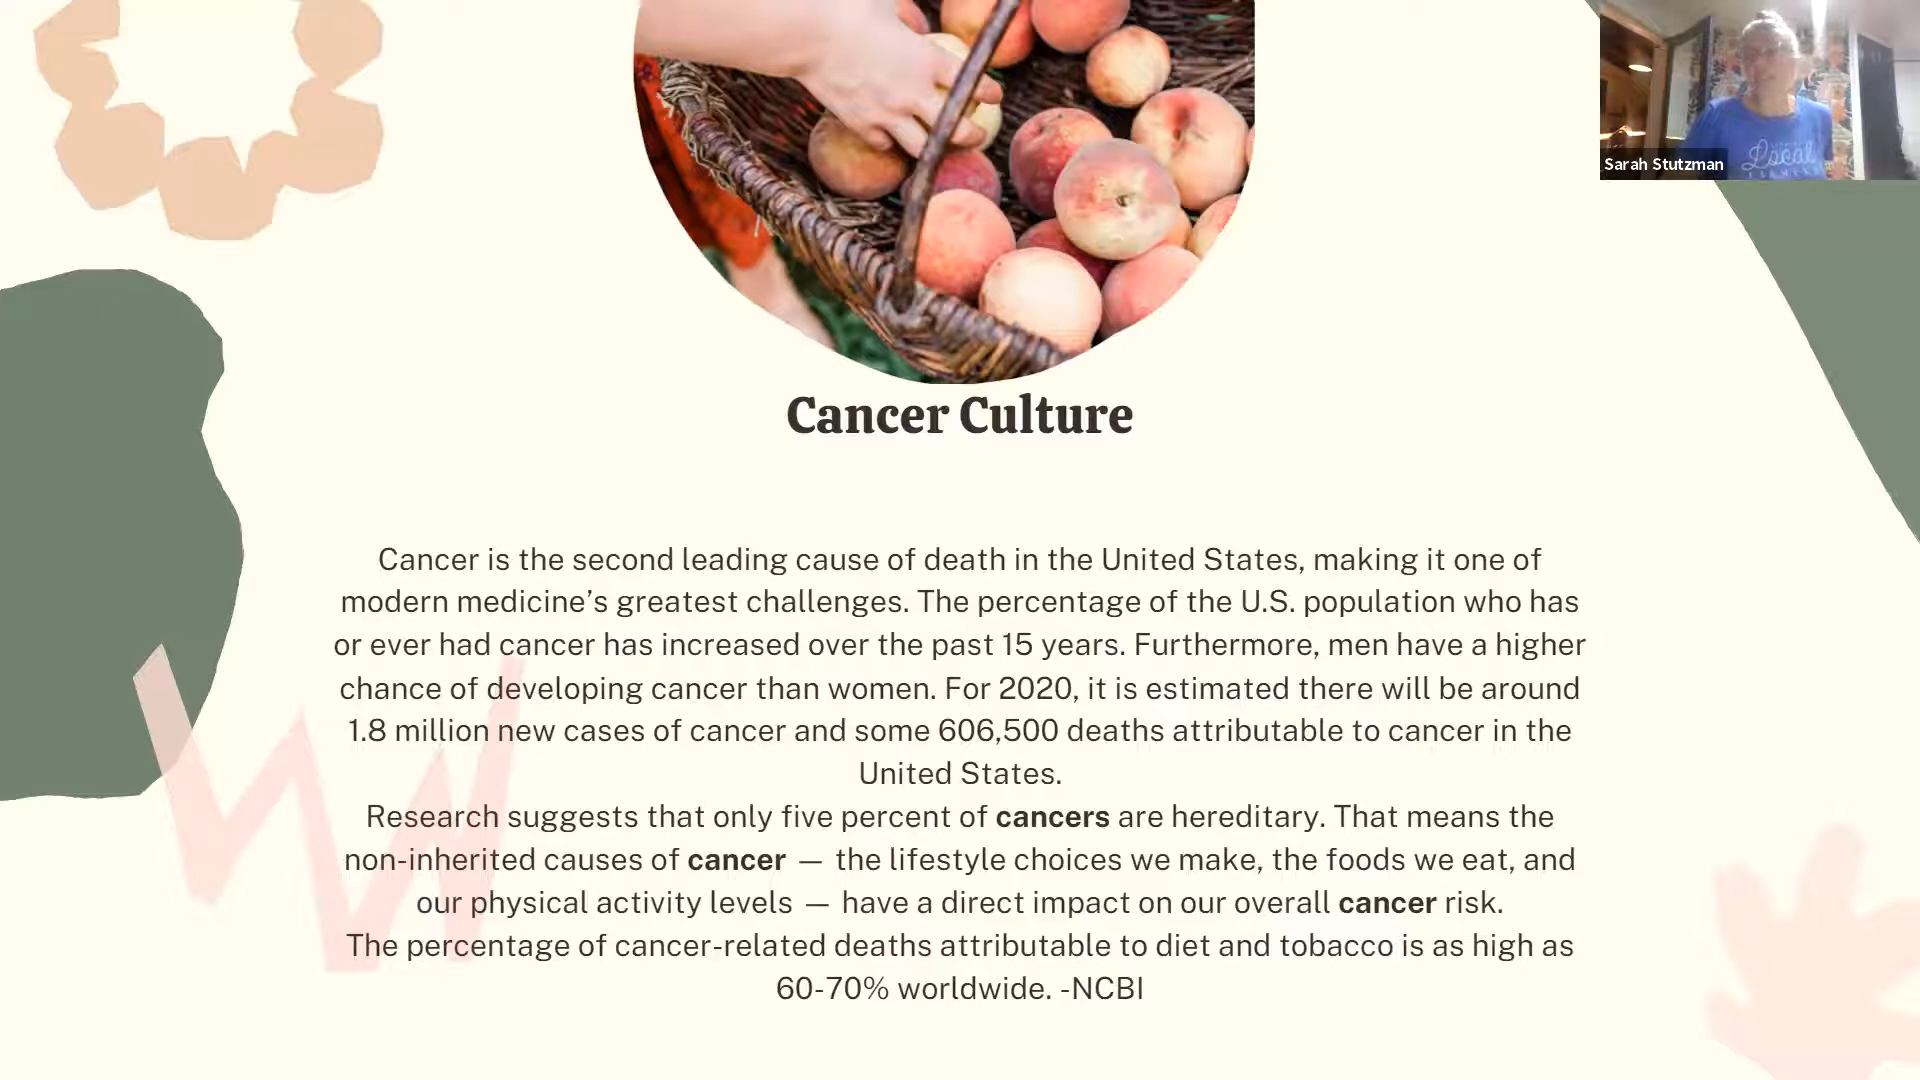 Sarah Stutzman
Local
Cancer Culture
Cancer is the second leading cause of death in the United States, making it one of
modern medicine’s greatest challenges. The percentage of the U.S. population who has
or ever had cancer has increased over the past 15 years. Furthermore, men have a higher
chance of developing cancer than women. For 2020, it is estimated there will be around
1.8 million new cases of cancer and some 606,500 deaths attributable to cancer in the
United States.
Research suggests that only five percent of cancers are hereditary. That means the
non-inherited causes of cancer — the lifestyle choices we make, the foods we eat, and
our physical activity levels — have a direct impact on our overall cancer risk.
The percentage of cancer-related deaths attributable to diet and tobacco is as high as
60-70% worldwide. -NCBI